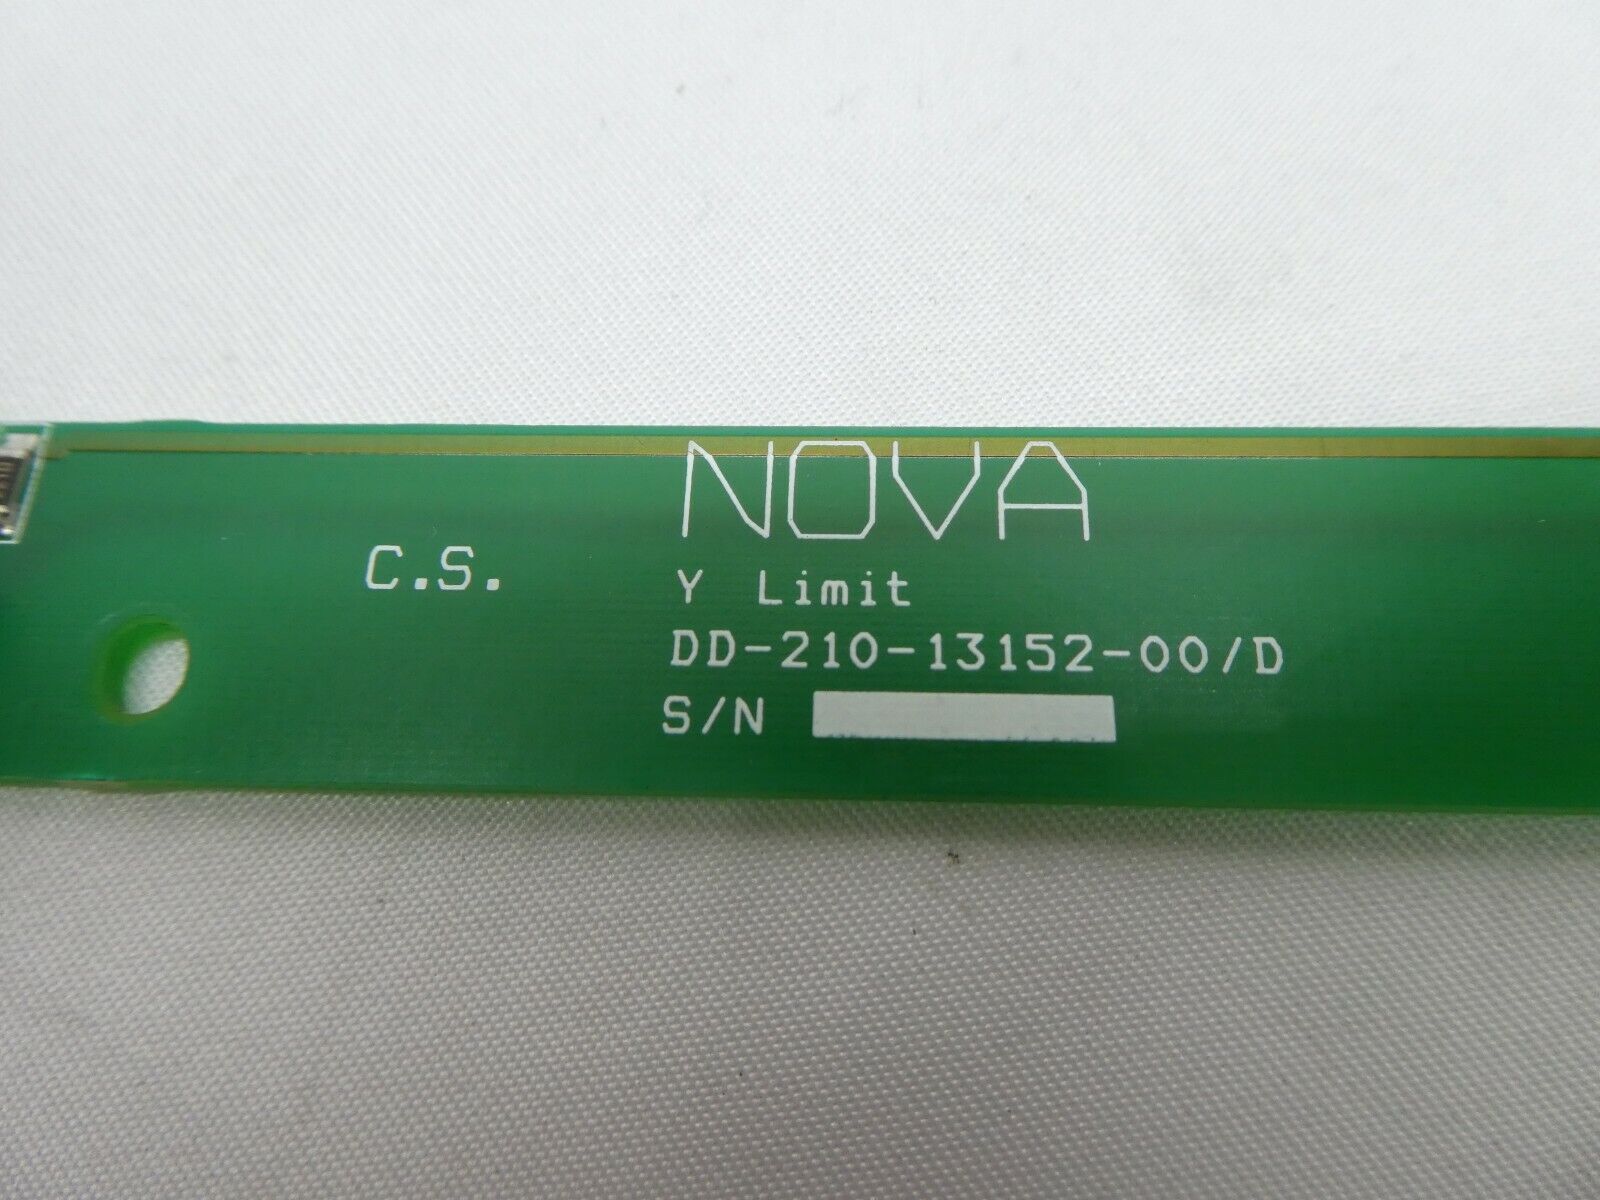 NOVA
C.S.
Y Limit
DD-210-13152-00/D
S/N